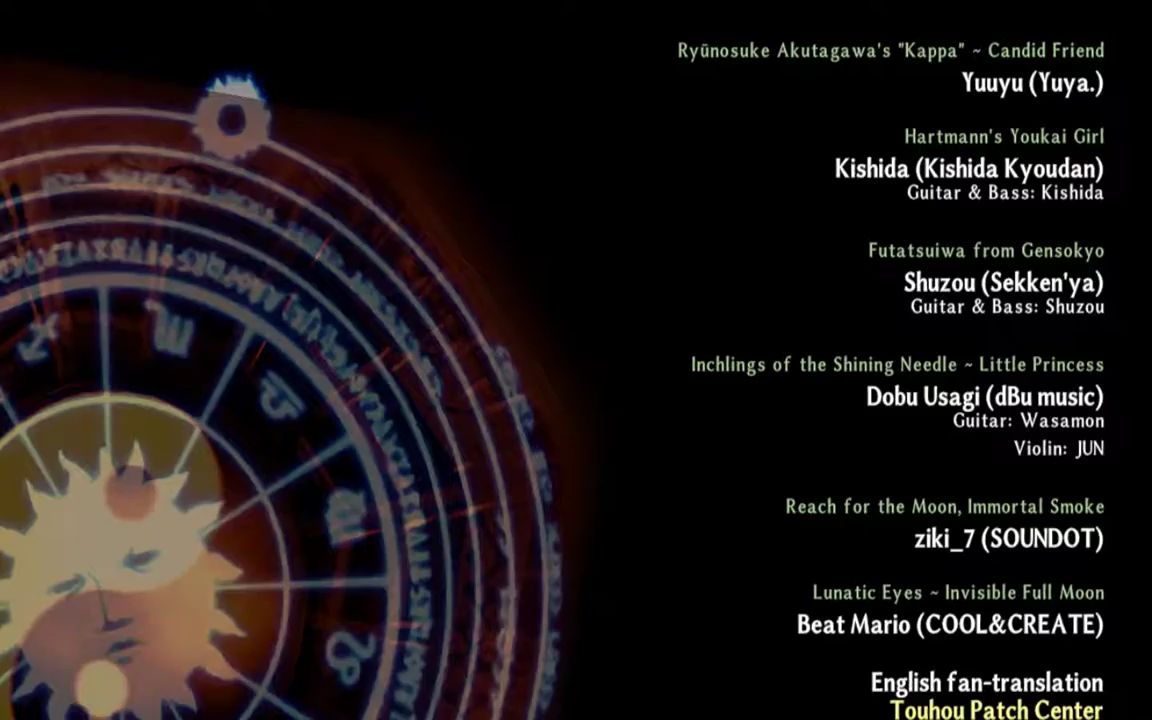 Ryūnosuke Akutagawa's "Kappa" ~ Candid Friend
Yuuyu (Yuya.)
Hartmann's Youkai Girl
Kishida (Kishida Kyoudan)
Guitar & Bass: Kishida
Futatsuiwa from Gensokyo
Shuzou (Sekken'ya)
Guitar & Bass: Shuzou
Inchlings of the Shining Needle ~ Little Princess
Dobu Usagi (dBu music)
Guitar: Wasamon
Violin: JUN
Reach for the Moon, Immortal Smoke
ziki_7 (SOUNDOT)
Lunatic Eyes ~ Invisible Full Moon
Beat Mario (COOL&CREATE)
English fan-translation
Touhou Patch Center